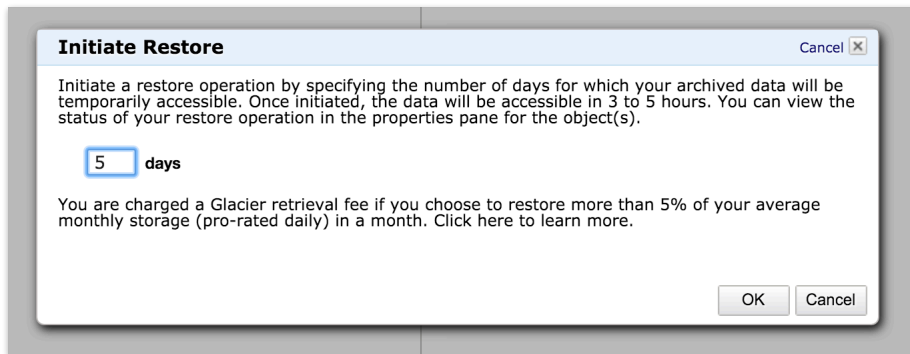 Initiate Restore
Cancel
Initiate a restore operation by specifying the number of days for which your archived data will be
temporarily accessible. Once initiated, the data will be accessible in 3 to 5 hours. You can view the
status of your restore operation in the properties pane for the object(s).
5 days
You are charged a Glacier retrieval fee if you choose to restore more than 5% of your average
monthly storage (pro-rated daily) in a month. Click here to learn more.
OK Cancel